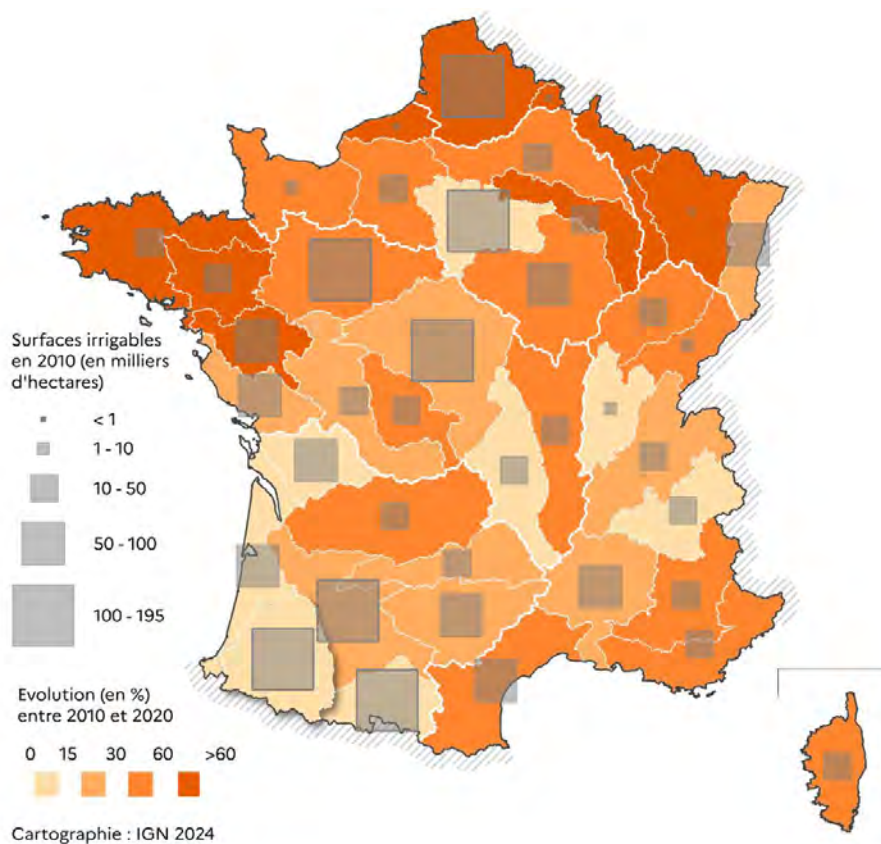 Surfaces irrigables
en 2010 (en milliers
d'hectares)
< 1
1 - 10
10 - 50
50 - 100
100 - 195
Evolution (en %)
entre 2010 et 2020
0 15 30 60 >60
Cartographie : IGN 2024